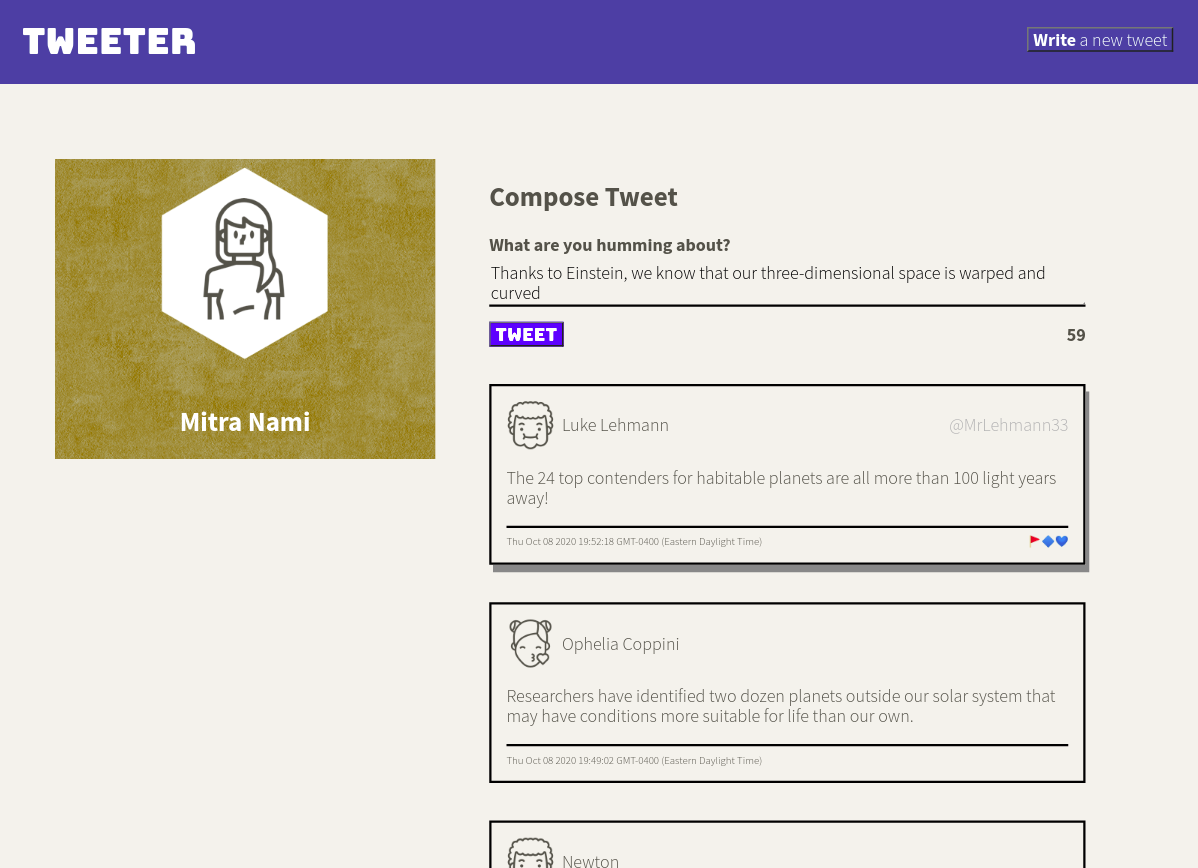 TWEETER
Write a new tweet
Mitra Nami
Compose Tweet
What are you humming about?
Thanks to Einstein, we know that our three-dimensional space is warped and
curved
TWEET
59
Luke Lehmann
@MrLehmann33
The 24 top contenders for habitable planets are all more than 100 light years
away!
Thu Oct 08 2020 19:52:18 GMT-0400 (Eastern Daylight Time)
Ophelia Coppini
Researchers have identified two dozen planets outside our solar system that
may have conditions more suitable for life than our own.
Thu Oct 08 2020 19:49:02 GMT-0400 (Eastern Daylight Time)
Newton